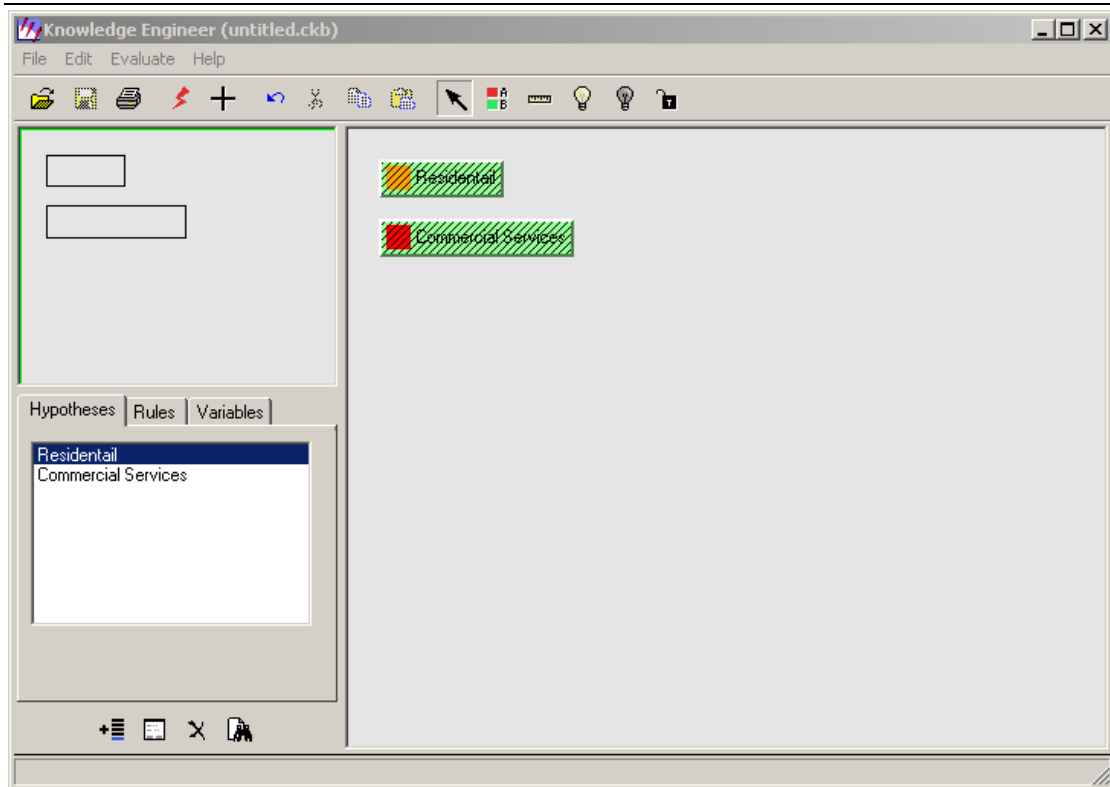 Knowledge Engineer (untitled.ckb)
File Edit Evaluate Help
A
B
Residentail
Commercial Services
Hypotheses Rules Variables
Residentail
Commercial Services